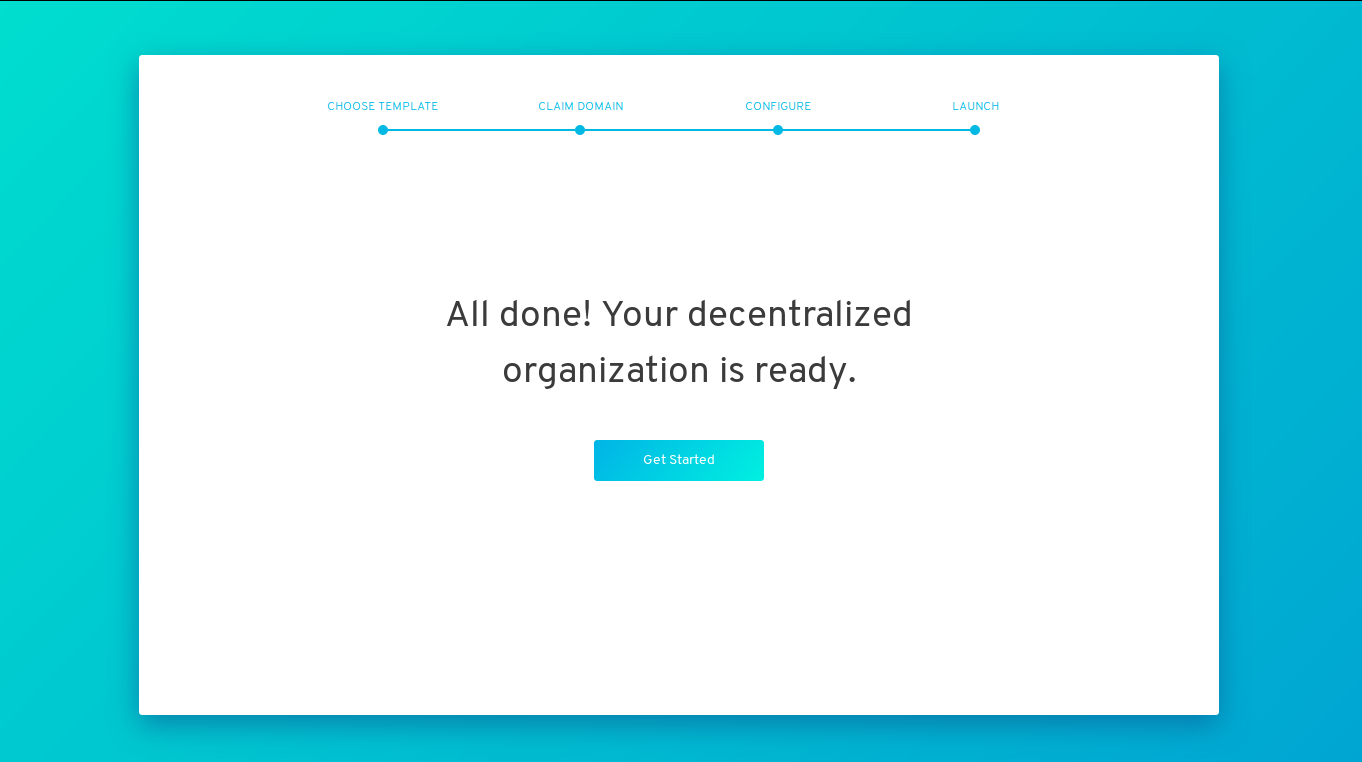 CHOOSE TEMPLATE CLAIM DOMAIN CONFIGURE LAUNCH
All done! Your decentralized
organization is ready.
Get Started